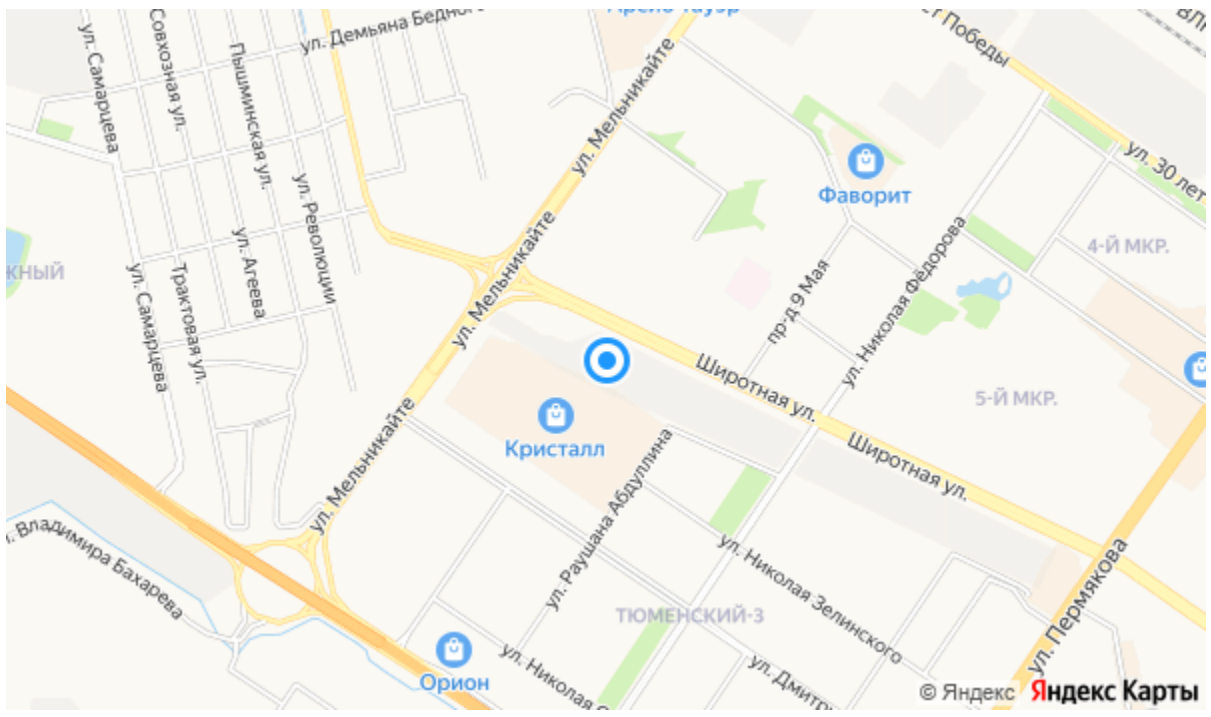 ул. Демьяна Бедного
ул. Самарцева
Совхозная ул.
Пышминская ул.
ул. Революции
ул. Агеева
Трактовая ул.
ул. Самарцева
ул. Мельникайте
ул. Мельникайте
ул. Мельникайте
Победы
ул. 30 лет
Фаворит
4-Й МКР.
пр-д 9 Мая
ул. Николая Фёдорова
5-Й МКР.
Широтная ул.
Широтная ул.
Кристалл
ул. Раушана Абдуллина
ул. Николая Зелинского
ТЮМЕНСКИЙ-3
ул. Пермякова
Владимира Бахарева
Орион
ул. Николая
ул. Дмитр
© Яндекс Яндекс Карты